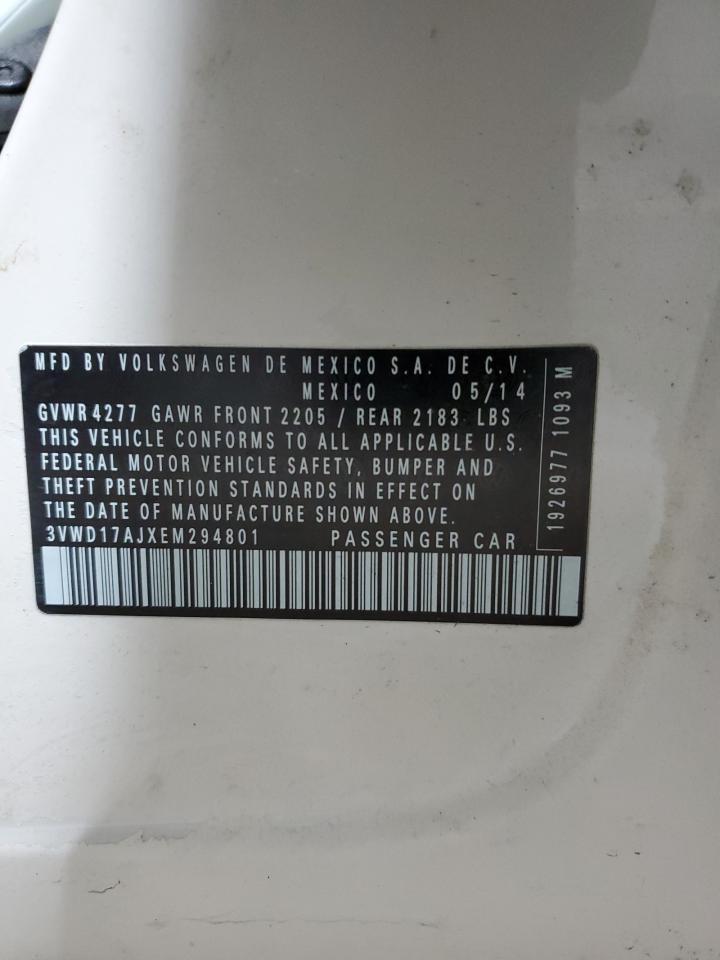 MFD BY VOLKSWAGEN DE MEXICO S.A. DE C.V.
MEXICO 05/14
GVWR 4277 GAWR FRONT 2205 / REAR 2183 LBS
THIS VEHICLE CONFORMS TO ALL APPLICABLE U.S.
FEDERAL MOTOR VEHICLE SAFETY, BUMPER AND
THEFT PREVENTION STANDARDS IN EFFECT ON
THE DATE OF MANUFACTURE SHOWN ABOVE.
3VWD17AJXEM294801 PASSENGER CAR
1926977 1093 M